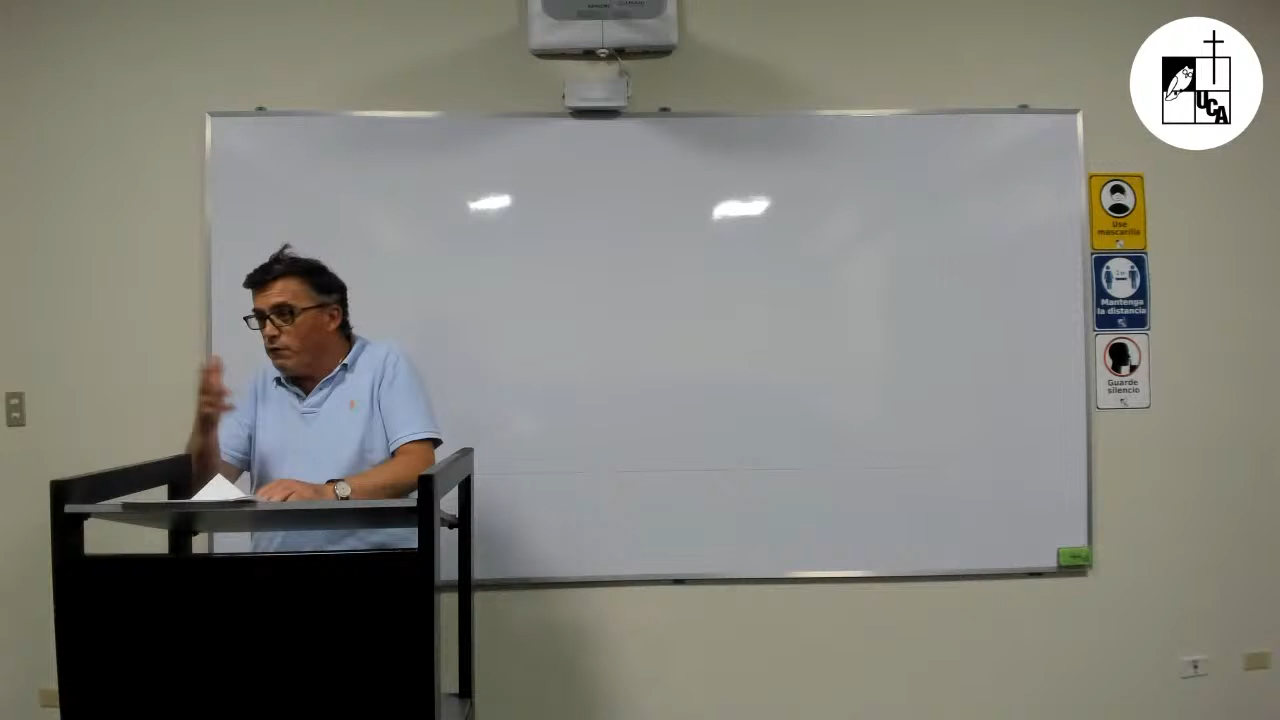 UCA
Use
mascarilla
Mantenga
la distancia
Guarde
silencio